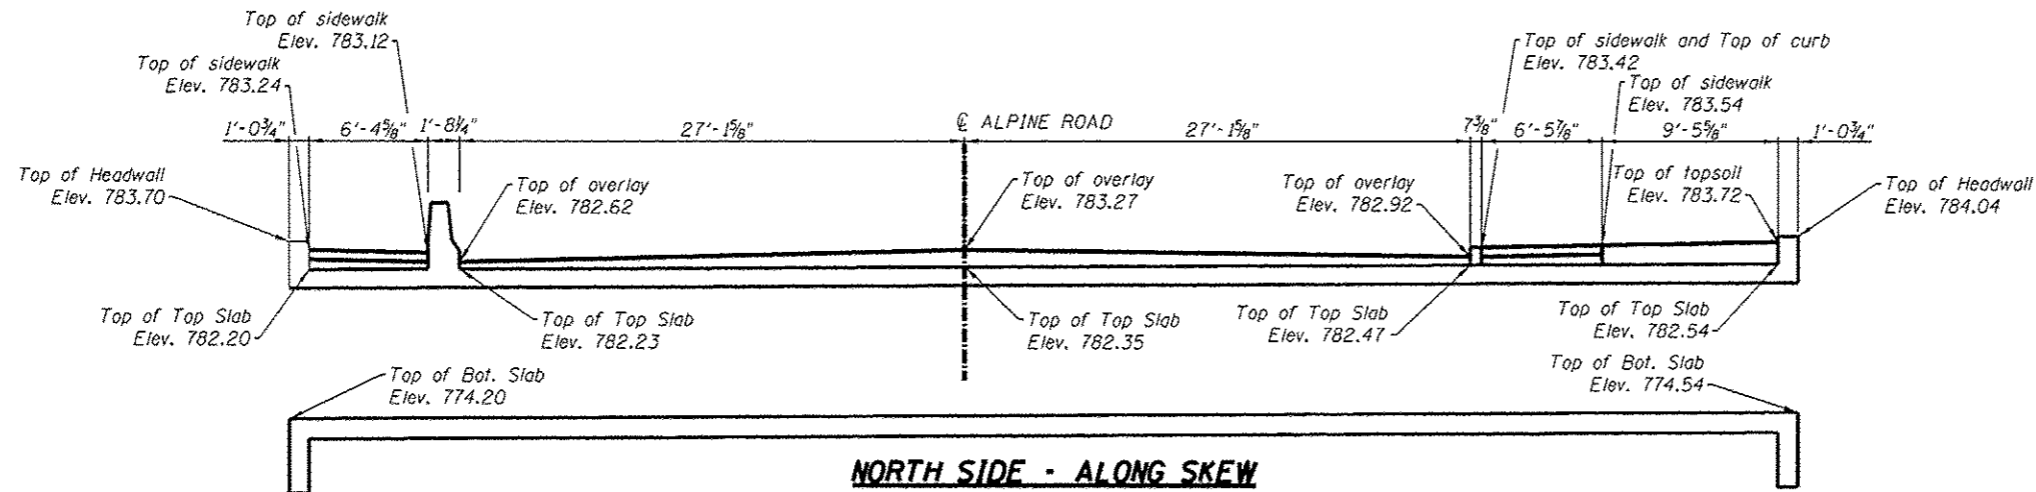 Top of sidewalk
Elev. 783.12
Top of sidewalk
Elev. 783.24
Top of sidewalk and Top of curb
Elev. 783.42
Top of sidewalk
Elev. 783.54
1'-0¾" 6'-4⅝" 1'-8¼" 27'-1⅝" ℄ ALPINE ROAD 27'-1⅝" 7⅜" 6'-5⅞" 9'-5⅝" 1'-0¾"
Top of Headwall
Elev. 783.70
Top of overlay
Elev. 782.62
Top of overlay
Elev. 783.27
Top of overlay
Elev. 782.92
Top of topsoil
Elev. 783.72
Top of Headwall
Elev. 784.04
Top of Top Slab
Elev. 782.20
Top of Top Slab
Elev. 782.23
Top of Top Slab
Elev. 782.35
Top of Top Slab
Elev. 782.47
Top of Top Slab
Elev. 782.54
Top of Bot. Slab
Elev. 774.20
Top of Bot. Slab
Elev. 774.54
NORTH SIDE - ALONG SKEW